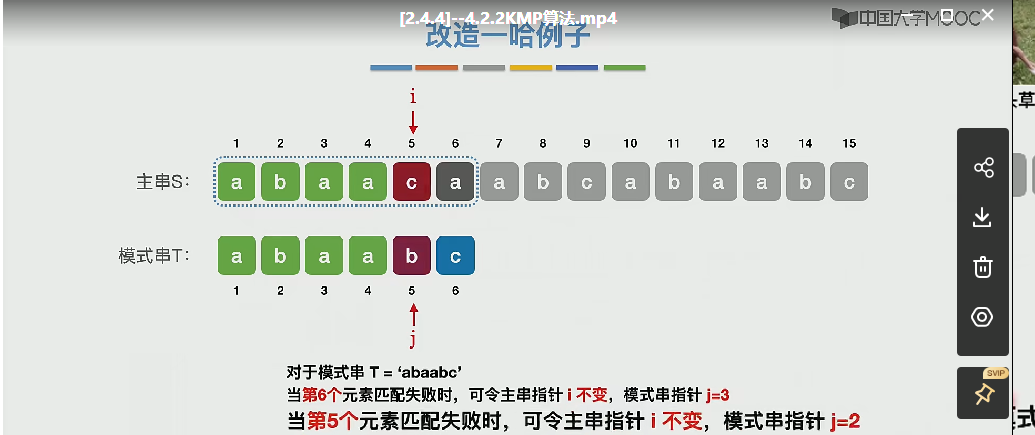 [2.4.4]--4.2.2KMP算法.mp4
中国大学MOOC
改造一哈例子
i
1 2 3 4 5 6 7 8 9 10 11 12 13 14 15
主串S: a b a a c a a b c a b a a b c
模式串T: a b a a b c
1 2 3 4 5 6
j
对于模式串 T = ‘abaabc’
当第6个元素匹配失败时，可令主串指针 i 不变，模式串指针 j=3
当第5个元素匹配失败时，可令主串指针 i 不变，模式串指针 j=2
SVIP
草